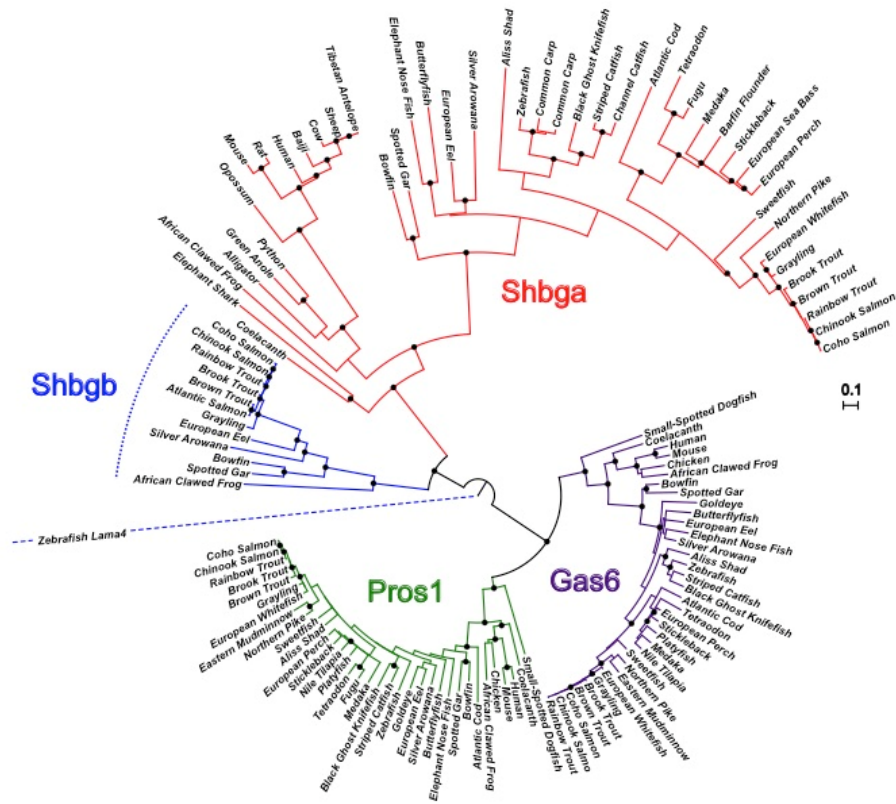 Tibetan Antelope
Sheep
Cow
Baiji
Human
Rat
Mouse
Opossum
Python
Green Anole
Alligator
African Clawed Frog
Elephant Shark
Coelacanth
Bowfin
Spotted Gar
Elephant Nose Fish
Butterflyfish
European Eel
Silver Arowana
Aliss Shad
Zebrafish
Common Carp
Common Carp
Black Ghost Knifefish
Striped Catfish
Channel Catfish
Atlantic Cod
Tetraodon
Fugu
Medaka
Barfin Flounder
Stickleback
European Sea Bass
European Perch
Sweetfish
Northern Pike
European Whitefish
Grayling
Brook Trout
Brown Trout
Rainbow Trout
Chinook Salmon
Coho Salmon
Shbga
0.1
Shbgb
Coho Salmon
Chinook Salmon
Rainbow Trout
Brook Trout
Brown Trout
Atlantic Salmon
Grayling
European Eel
Silver Arowana
Bowfin
Spotted Gar
African Clawed Frog
Zebrafish Lama4
Pros1
Coho Salmon
Chinook Salmon
Rainbow Trout
Brook Trout
Brown Trout
Grayling
European Whitefish
Eastern Mudminnow
Northern Pike
Sweetfish
Aliss Shad
European Perch
Stickleback
Nile Tilapia
Platyfish
Tetraodon
Fugu
Medaka
Black Ghost Knifefish
Striped Catfish
Zebrafish
Goldeye
European Eel
Silver Arowana
Butterflyfish
Elephant Nose Fish
Spotted Gar
Bowfin
Atlantic Cod
African Clawed Frog
Chicken
Mouse
Human
Coelacanth
Small-Spotted Dogfish
Gas6
Small-Spotted Dogfish
Coelacanth
Human
Mouse
Chicken
African Clawed Frog
Bowfin
Spotted Gar
Goldeye
Butterflyfish
European Eel
Elephant Nose Fish
Silver Arowana
Aliss Shad
Zebrafish
Striped Catfish
Black Ghost Knifefish
Atlantic Cod
Tetraodon
European Perch
Stickleback
Platyfish
Medaka
Nile Tilapia
Sweetfish
Northern Pike
Eastern Mudminnow
European Whitefish
Grayling
Brook Trout
Brown Trout
Coho Salmon
Chinook Salmo
Rainbow Trout